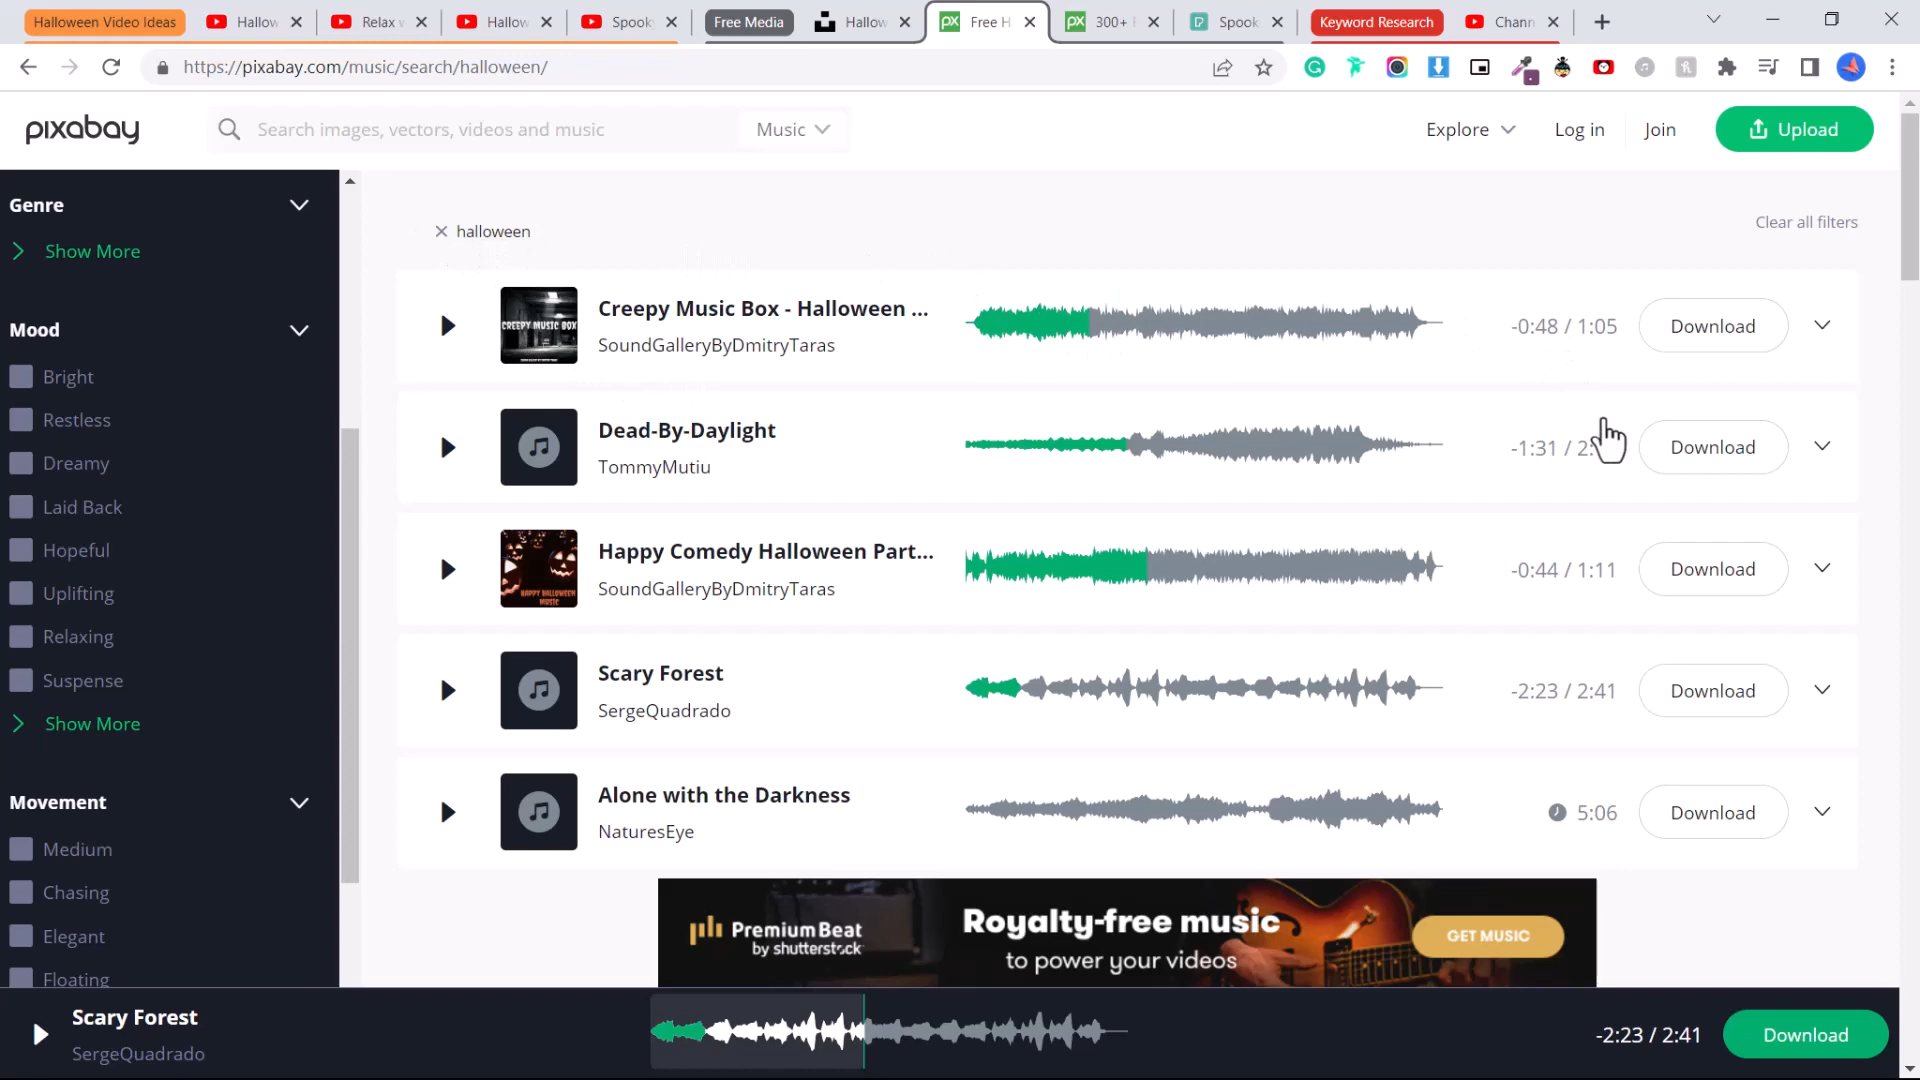 Halloween Video Ideas
Hallow
Relax v
Hallow
Spook
Free Media
Hallow
Free H
300+
Spook
Keyword Research
Chann
https://pixabay.com/music/search/halloween/
pixabay
Search images, vectors, videos and music
Music
Explore
Log in
Join
Upload
Genre
Show More
Mood
Bright
Restless
Dreamy
Laid Back
Hopeful
Uplifting
Relaxing
Suspense
Show More
Movement
Medium
Chasing
Elegant
Floating
halloween
Clear all filters
CREEPY MUSIC BOX
Creepy Music Box - Halloween ...
SoundGalleryByDmitryTaras
-0:48 / 1:05
Download
Dead-By-Daylight
TommyMutiu
-1:31 / 2:
Download
HAPPY HALLOWEEN
MUSIC
Happy Comedy Halloween Part...
SoundGalleryByDmitryTaras
-0:44 / 1:11
Download
Scary Forest
SergeQuadrado
-2:23 / 2:41
Download
Alone with the Darkness
NaturesEye
5:06
Download
PremiumBeat
by shutterstock
Royalty-free music
to power your videos
GET MUSIC
Scary Forest
SergeQuadrado
-2:23 / 2:41
Download